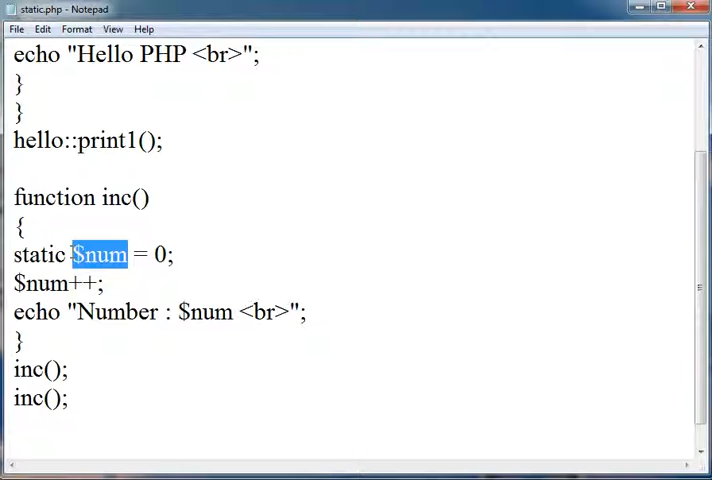 static.php - Notepad
File Edit Format View Help
echo "Hello PHP <br>";
}
}
hello::print1();
function inc()
{
static $num = 0;
$num++;
echo "Number : $num <br>";
}
inc();
inc();